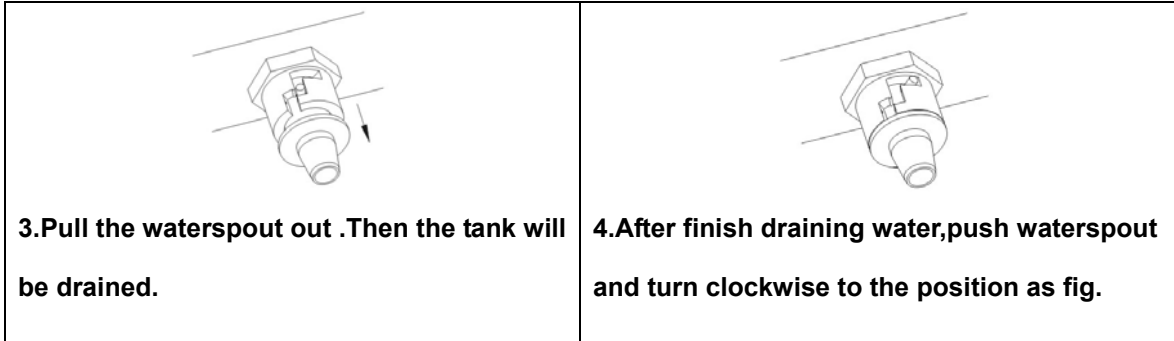 3.Pull the waterspout out .Then the tank will
be drained.
4.After finish draining water,push waterspout
and turn clockwise to the position as fig.